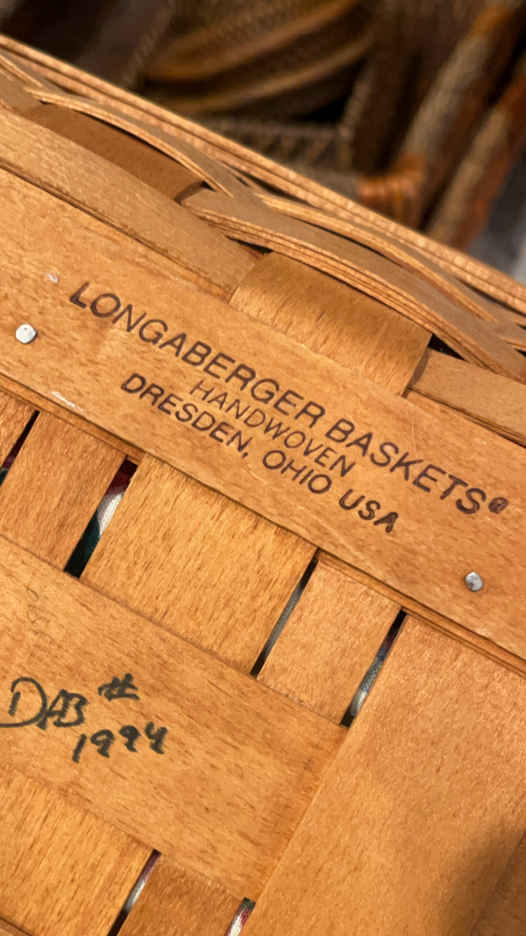 LONGABERGER BASKETS®
HANDWOVEN
DRESDEN, OHIO USA
DAB #
1994